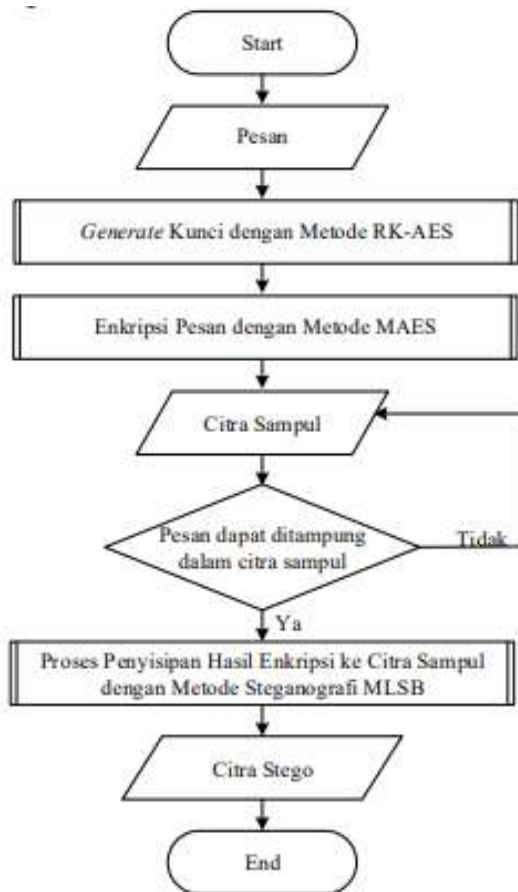 Start
Pesan
Generate Kunci dengan Metode RK-AES
Enkripsi Pesan dengan Metode MAES
Citra Sampul
Pesan dapat ditampung
dalam citra sampul
Tidak
Ya
Proses Penyisipan Hasil Enkripsi ke Citra Sampul
dengan Metode Steganografi MLSB
Citra Stego
End